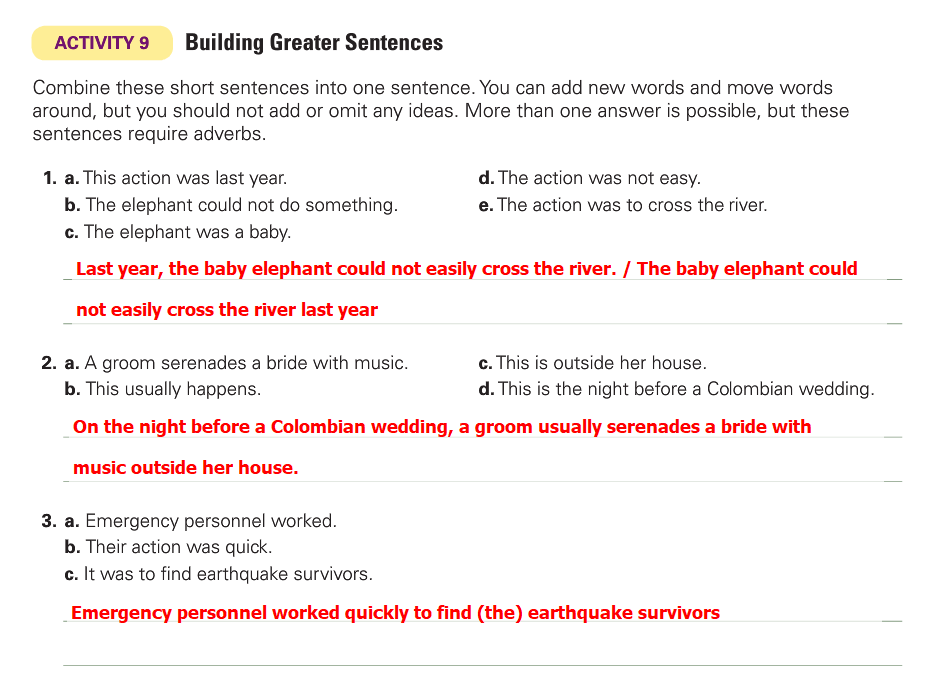 ACTIVITY 9 Building Greater Sentences
Combine these short sentences into one sentence. You can add new words and move words
around, but you should not add or omit any ideas. More than one answer is possible, but these
sentences require adverbs.
1. a. This action was last year. d. The action was not easy.
b. The elephant could not do something. e. The action was to cross the river.
c. The elephant was a baby.
Last year, the baby elephant could not easily cross the river. / The baby elephant could
not easily cross the river last year
2. a. A groom serenades a bride with music. c. This is outside her house.
b. This usually happens. d. This is the night before a Colombian wedding.
On the night before a Colombian wedding, a groom usually serenades a bride with
music outside her house.
3. a. Emergency personnel worked.
b. Their action was quick.
c. It was to find earthquake survivors.
Emergency personnel worked quickly to find (the) earthquake survivors